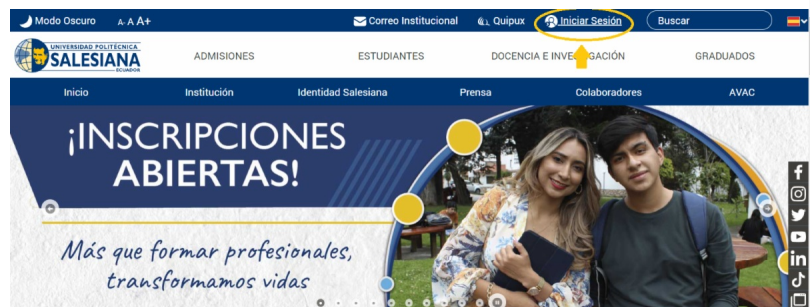 Modo Oscuro A- A A+ Correo Institucional Quipux Iniciar Sesión Buscar
UNIVERSIDAD POLITÉCNICA
SALESIANA
ECUADOR
ADMISIONES ESTUDIANTES DOCENCIA E INVESTIGACIÓN GRADUADOS
Inicio Institución Identidad Salesiana Prensa Colaboradores AVAC
¡INSCRIPCIONES
ABIERTAS!
Más que formar profesionales,
transformamos vidas